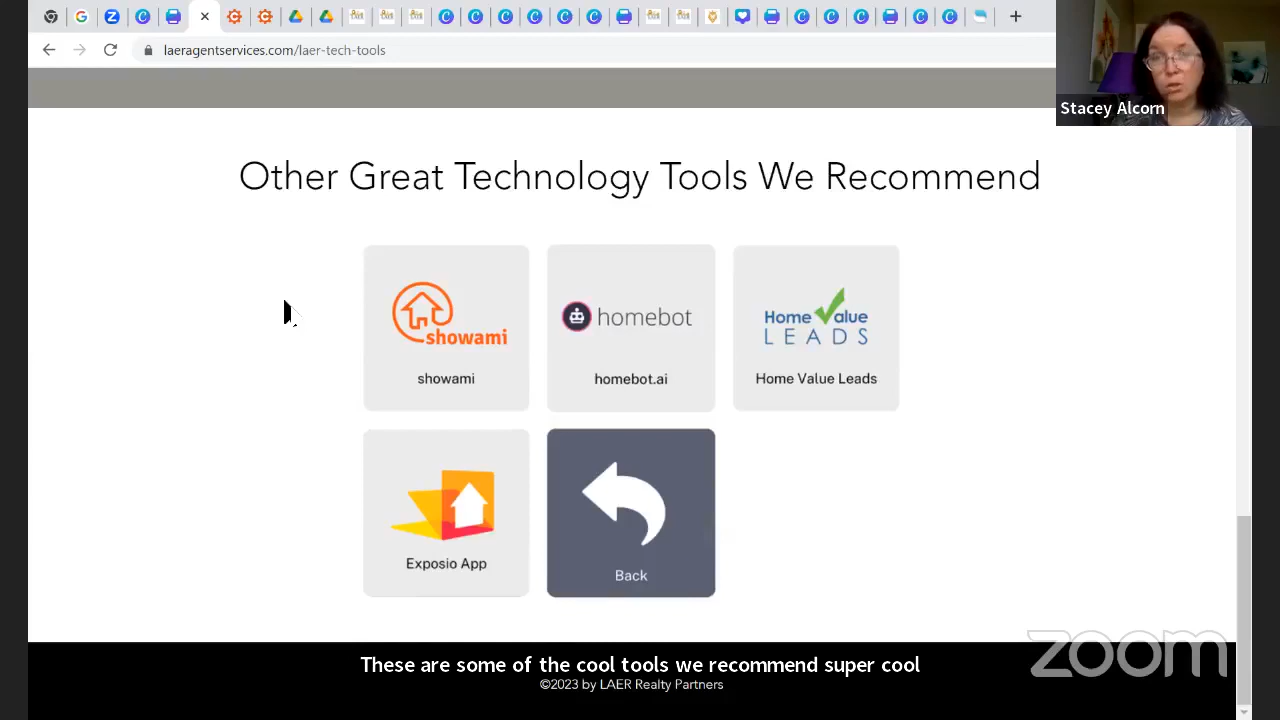 laeragentservices.com/laer-tech-tools
Stacey Alcorn
Other Great Technology Tools We Recommend
showami
homebot
Home Value
LEADS
showami
homebot.ai
Home Value Leads
Exposio App
Back
zoom
These are some of the cool tools we recommend super cool
©2023 by LAER Realty Partners